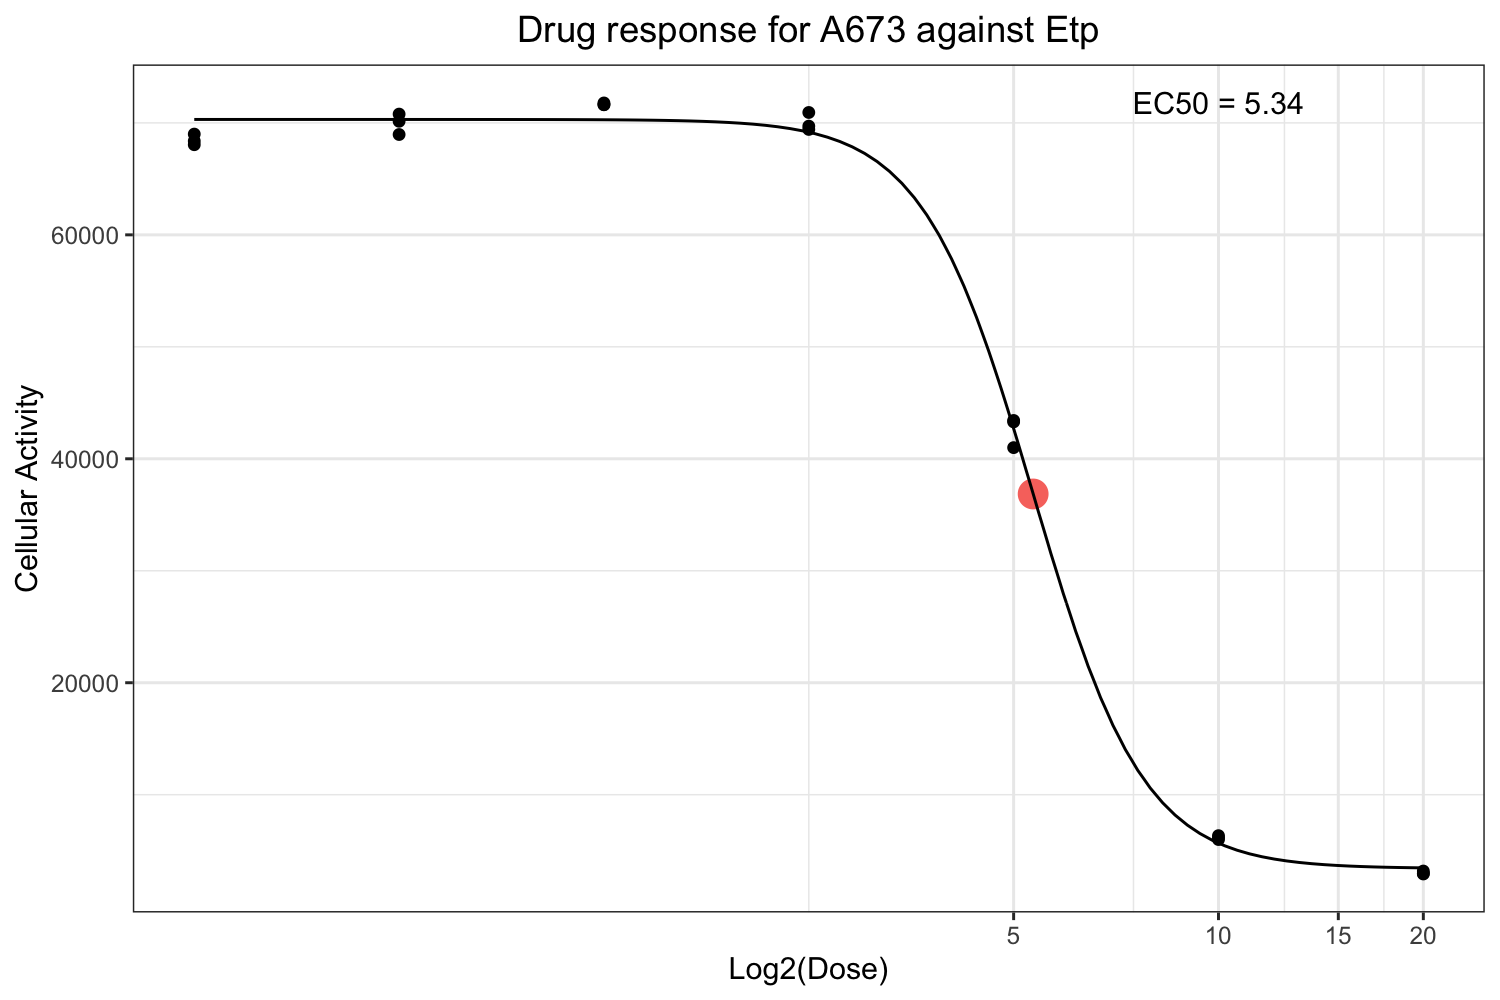 Drug response for A673 against Etp
EC50 = 5.34
60000
40000
20000
Cellular Activity
5 10 15 20
Log2(Dose)